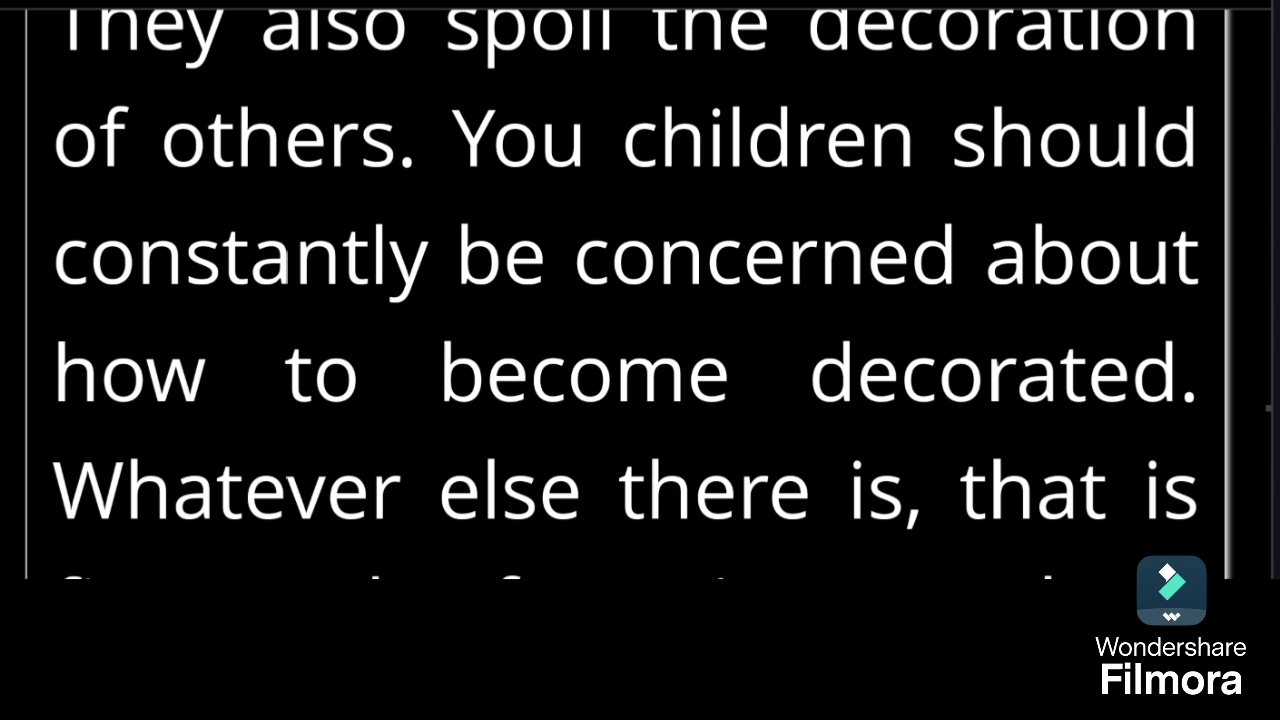 They also spoil the decoration
of others. You children should
constantly be concerned about
how to become decorated.
Whatever else there is, that is
Wondershare
Filmora